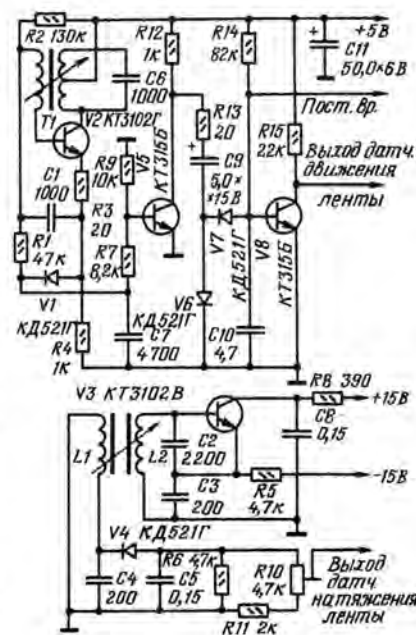 R2 130к
R12
1к
R14
82к
+5В
C11
50,0×6В
C6
1000
T1
V2 КТ3102Г
Пост. вр.
R13
20
R15
22к
Выход датч.
движения
ленты
C1
1000
R9
10к
V5
КТ315Б
C9
5,0×
×15В
R3
20
R1
47к
R7
8,2к
V7
КД521Г
V8
КТ315Б
V1
КД521Г
R4
1к
КД521Г
C7
4700
V6
C10
4,7
V3 КТ3102В
R8 390
+15В
L1
L2
C2
2200
C8
0,15
C3
200
R5
4,7к
-15В
V4 КД521Г
C4
200
R6
4,7к
C5
0,15
R10
4,7к
Выход
датч.
натяжения
ленты
R11 2к